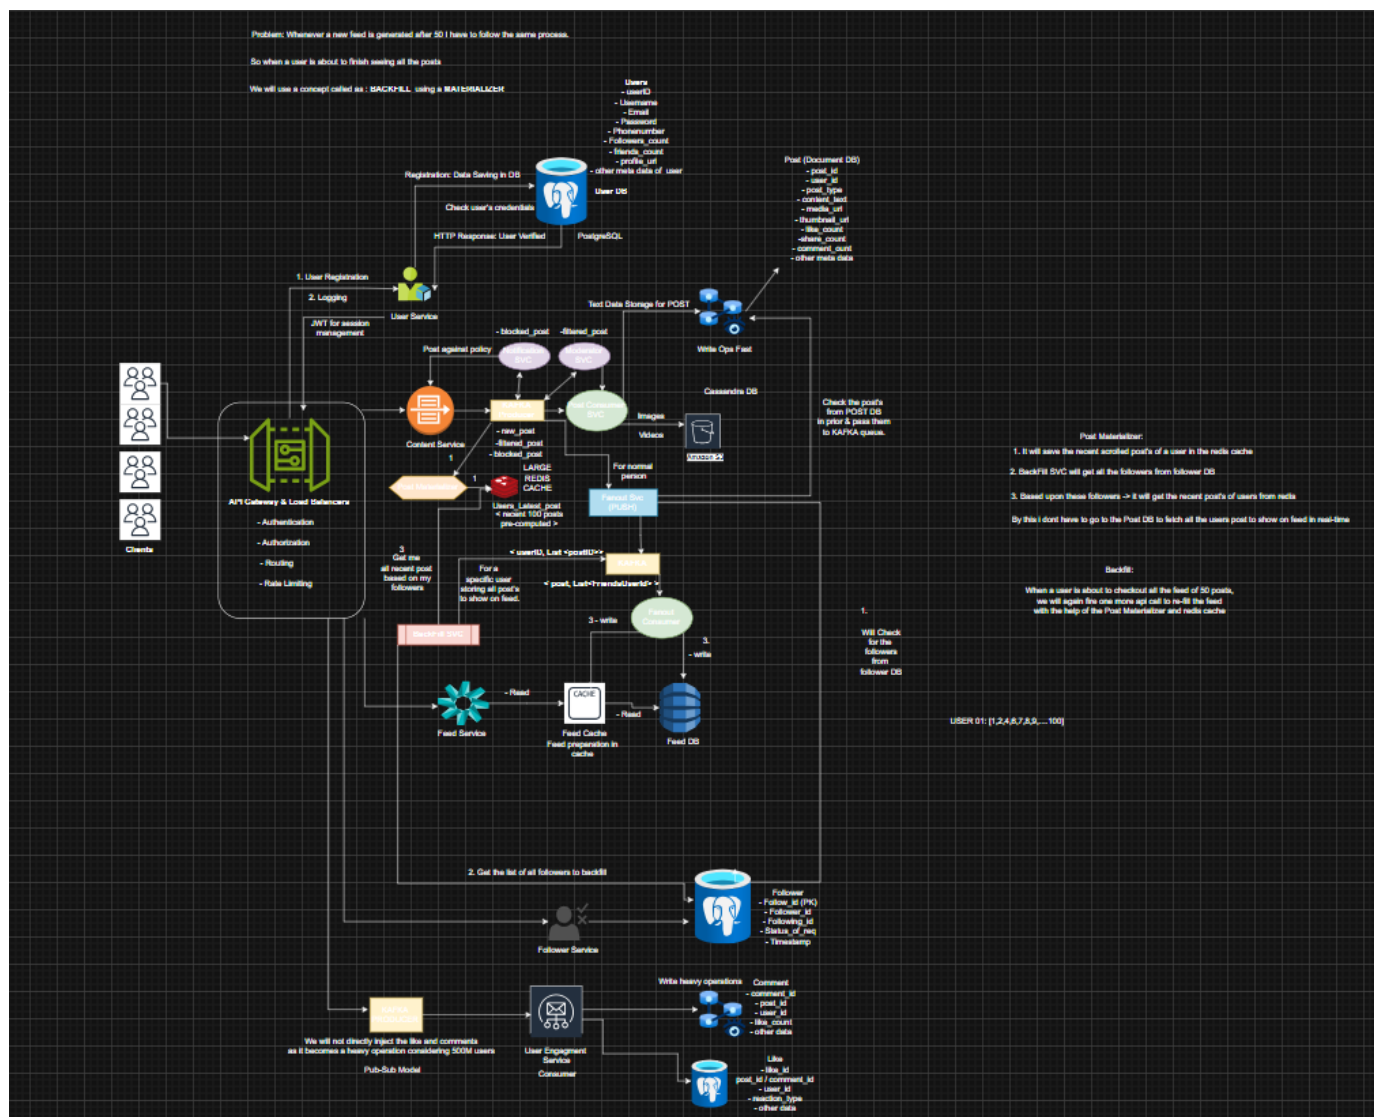 Problem: Whenever a new feed is generated after 50 I have to follow the same process.
So when a user is about to finish seeing all the posts
We will use a concept called as : BACKFILL using a MATERIALIZER
Users
- userID
- Username
- Email
- Password
- Phonenumber
- Followers_count
- friends_count
- profile_url
- other meta data of user
User DB
Registration: Data Saving in DB
Check user's credentials
HTTP Response: User Verified
PostgreSQL
Post (Document DB)
- post_id
- user_id
- post_type
- content_text
- media_url
- thumbnail_url
- like_count
-share_count
- comment_ount
- other meta data
1. User Registration
2. Logging
User Service
JWT for session
management
Text Data Storage for POST
Write Ops Fast
- blocked_post
-filtered_post
Post against policy
SVC
SVC
Cassandra DB
Content Service
Post Consumer
SVC
Images
Videos
Amazon S3
- raw_post
-filtered_post
- blocked_post
Check the post's
from POST DB
in prior & pass them
to KAFKA queue.
1
1
LARGE
REDIS
CACHE
Users_Latest_post
< recent 100 posts
pre-computed >
For normal
person
Fanout Svc
(PUSH)
API Gateway & Load Balancers
- Authentication
- Authorization
- Routing
- Rate Limiting
Clients
3
Get me
all recent post
based on my
followers
For a
specific user
storing all post's
to show on feed.
< userID, List <postID>>
KAFKA
< post, List<FriendsUserId> >
Fanout
Consumer
3 - write
3.
- write
BackFill SVC
Feed Service
- Read
CACHE
Feed Cache
Feed preparation in
cache
- Read
Feed DB
Post Materializer:
1. It will save the recent scrolled post's of a user in the redis cache
2. BackFill SVC will get all the followers from follower DB
3. Based upon these followers -> it will get the recent post's of users from redis
By this i dont have to go to the Post DB to fetch all the users post to show on feed in real-time
Backfill:
When a user is about to checkout all the feed of 50 posts,
we will again fire one more api call to re-fill the feed
with the help of the Post Materializer and redis cache
1.
Will Check
for the
followers
from
follower DB
USER 01: [1,2,4,6,7,8,9,....100]
2. Get the list of all followers to backfill
Follower
- Follow_id (PK)
- Follower_id
- Following_id
- Status_of_req
- Timestamp
Follower Service
Write heavy operations
Comment
- comment_id
- post_id
- user_id
- like_count
- other data
We will not directly inject the like and comments
as it becomes a heavy operation considering 500M users
Pub-Sub Model
User Engagment
Service
Consumer
Like
- like_id
post_id / comment_id
- user_id
- reaction_type
- other data